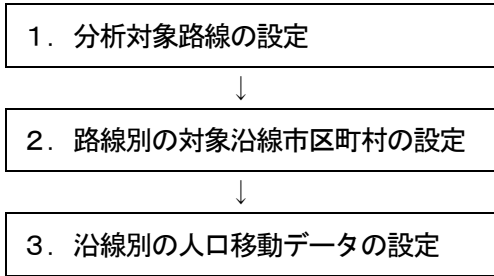 １．分析対象路線の設定
↓
２．路線別の対象沿線市区町村の設定
↓
３．沿線別の人口移動データの設定